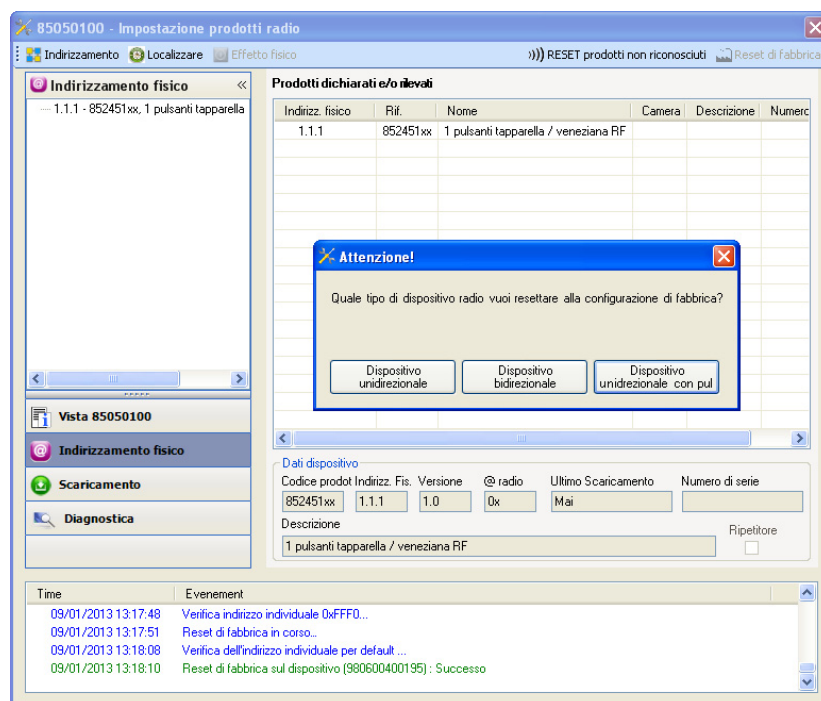 85050100 - Impostazione prodotti radio
Indirizzamento Localizzare Effetto fisico ))) RESET prodotti non riconosciuti Reset di fabbrica
Indirizzamento fisico «
1.1.1 - 852451xx, 1 pulsanti tapparella
Vista 85050100
Indirizzamento fisico
Scaricamento
Diagnostica
Prodotti dichiarati e/o rilevati
Indirizz. fisico Rif. Nome Camera Descrizione Numero
1.1.1 852451xx 1 pulsanti tapparella / veneziana RF
Attenzione!
Quale tipo di dispositivo radio vuoi resettare alla configurazione di fabbrica?
Dispositivo unidirezionale
Dispositivo bidirezionale
Dispositivo unidrezionale con pul
Dati dispositivo
Codice prodot Indirizz. Fis. Versione @ radio Ultimo Scaricamento Numero di serie
852451xx 1.1.1 1.0 0x Mai
Descrizione
Ripetitore
1 pulsanti tapparella / veneziana RF
Time Evenement
09/01/2013 13:17:48 Verifica indirizzo individuale 0xFFF0...
09/01/2013 13:17:51 Reset di fabbrica in corso...
09/01/2013 13:18:08 Verifica dell'indirizzo individuale per default ...
09/01/2013 13:18:10 Reset di fabbrica sul dispositivo (980600400195) : Successo